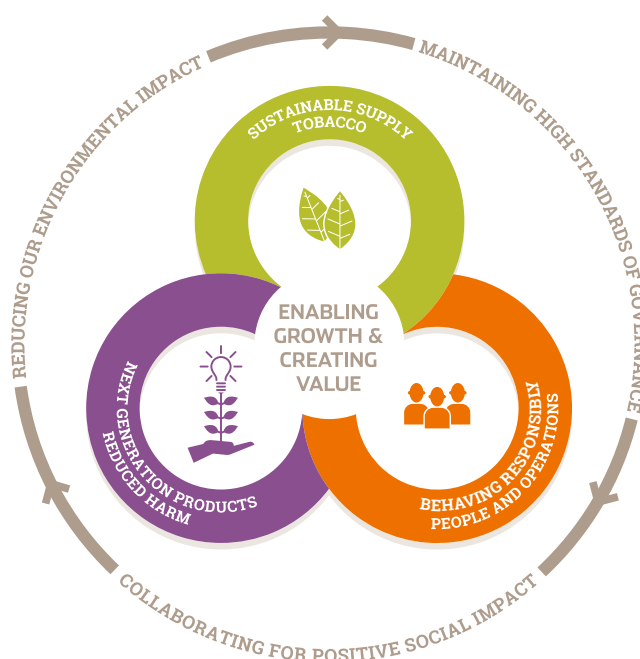 REDUCING OUR ENVIRONMENTAL IMPACT
MAINTAINING HIGH STANDARDS OF GOVERNANCE
SUSTAINABLE SUPPLY
TOBACCO
ENABLING
GROWTH &
CREATING
VALUE
NEXT GENERATION PRODUCTS
REDUCED HARM
BEHAVING RESPONSIBLY
PEOPLE AND OPERATIONS
COLLABORATING FOR POSITIVE SOCIAL IMPACT